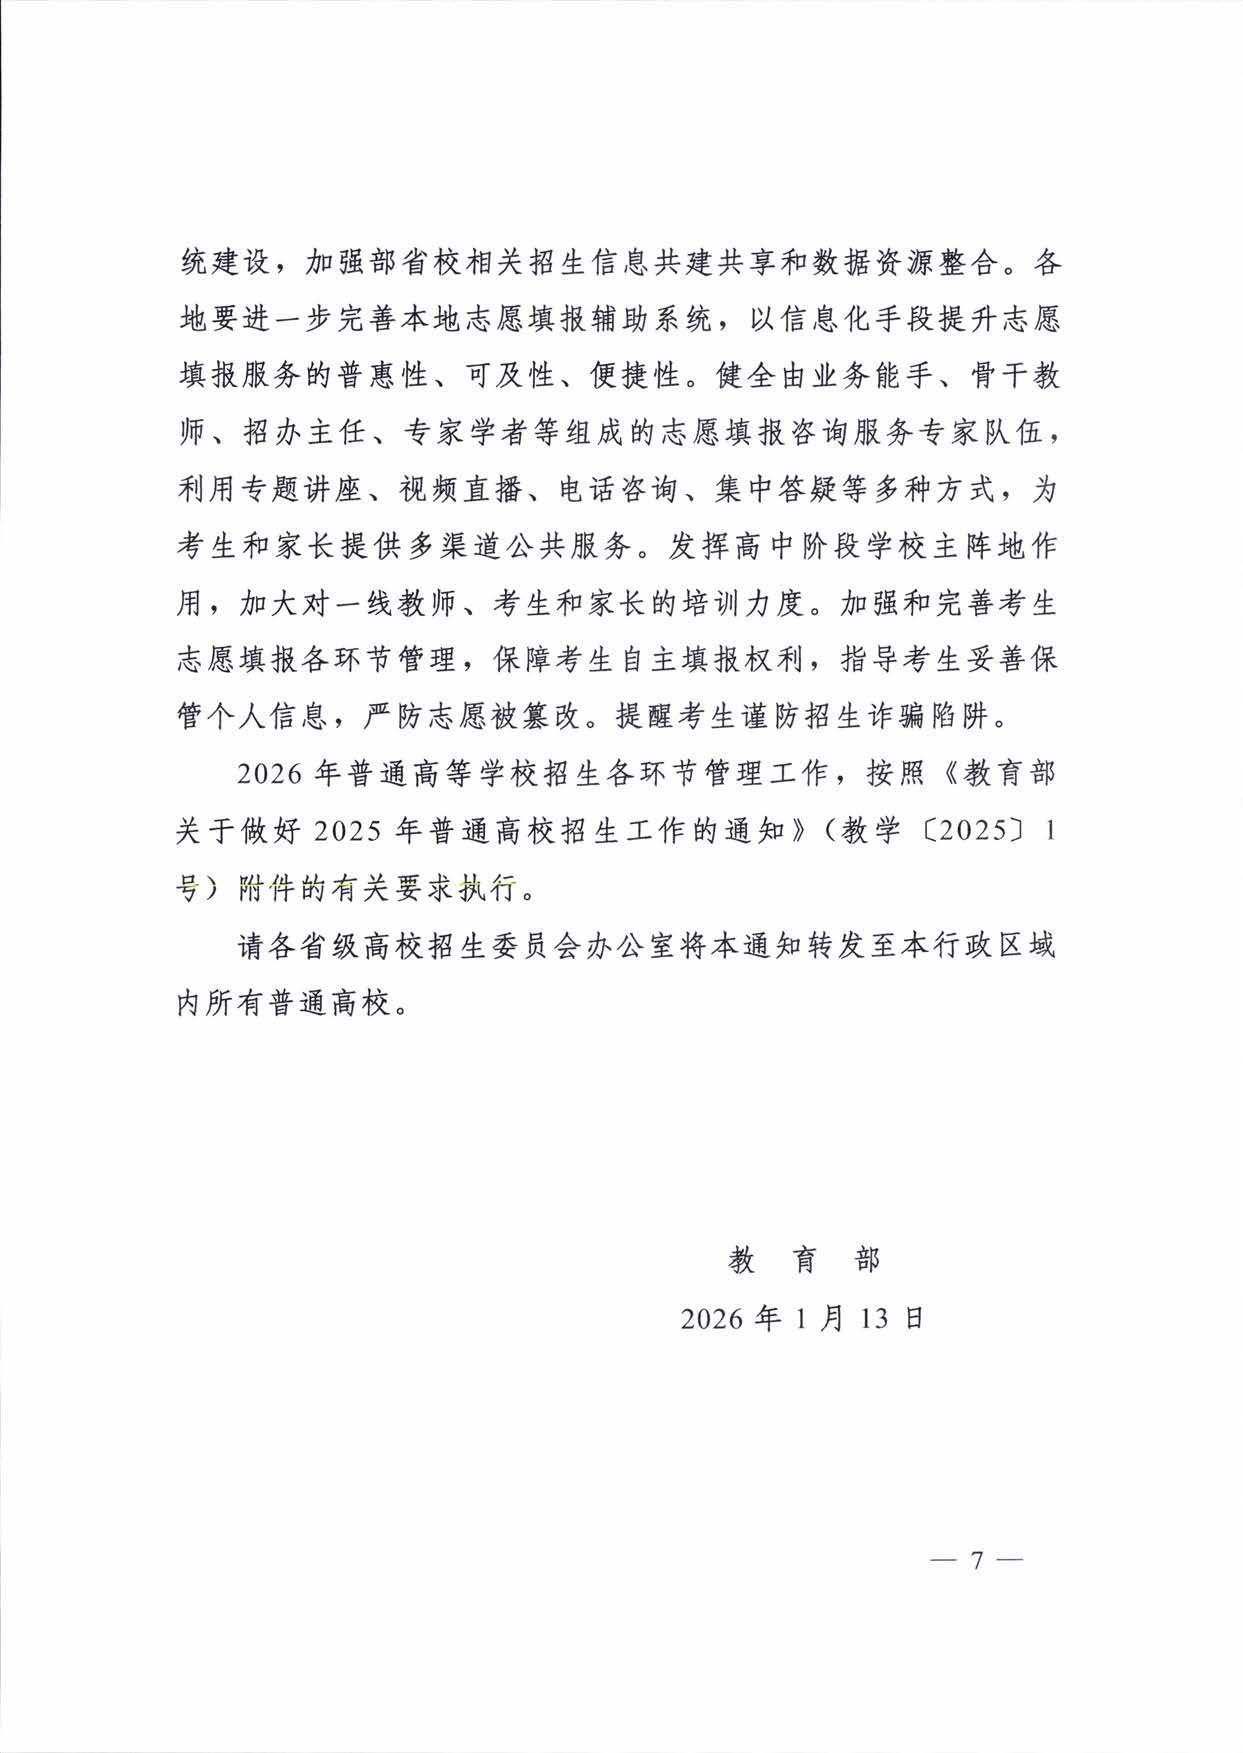 统建设，加强部省校相关招生信息共建共享和数据资源整合。各
地要进一步完善本地志愿填报辅助系统，以信息化手段提升志愿
填报服务的普惠性、可及性、便捷性。健全由业务能手、骨干教
师、招办主任、专家学者等组成的志愿填报咨询服务专家队伍，
利用专题讲座、视频直播、电话咨询、集中答疑等多种方式，为
考生和家长提供多渠道公共服务。发挥高中阶段学校主阵地作
用，加大对一线教师、考生和家长的培训力度。加强和完善考生
志愿填报各环节管理，保障考生自主填报权利，指导考生妥善保
管个人信息，严防志愿被篡改。提醒考生谨防招生诈骗陷阱。
2026 年普通高等学校招生各环节管理工作，按照《教育部
关于做好 2025 年普通高校招生工作的通知》（教学〔2025〕1
号）附件的有关要求执行。
请各省级高校招生委员会办公室将本通知转发至本行政区域
内所有普通高校。
教 育 部
2026 年 1 月 13 日
— 7 —